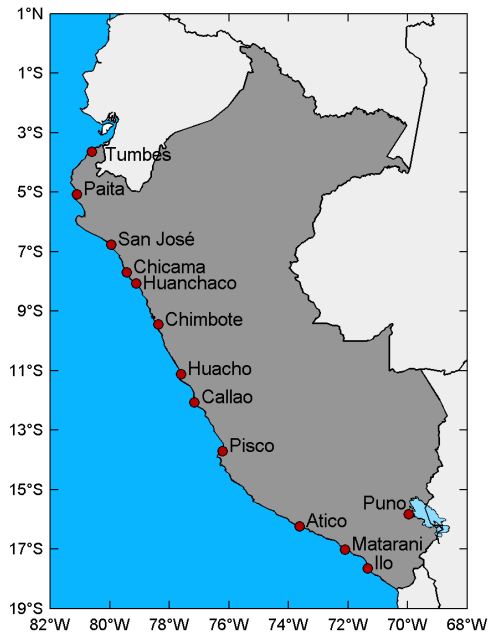 1°N
1°S
3°S
Tumbes
5°S
Paita
7°S
San José
Chicama
Huanchaco
9°S
Chimbote
11°S
Huacho
Callao
13°S
Pisco
15°S
Puno
Atico
17°S
Matarani
Ilo
19°S
82°W 80°W 78°W 76°W 74°W 72°W 70°W 68°W